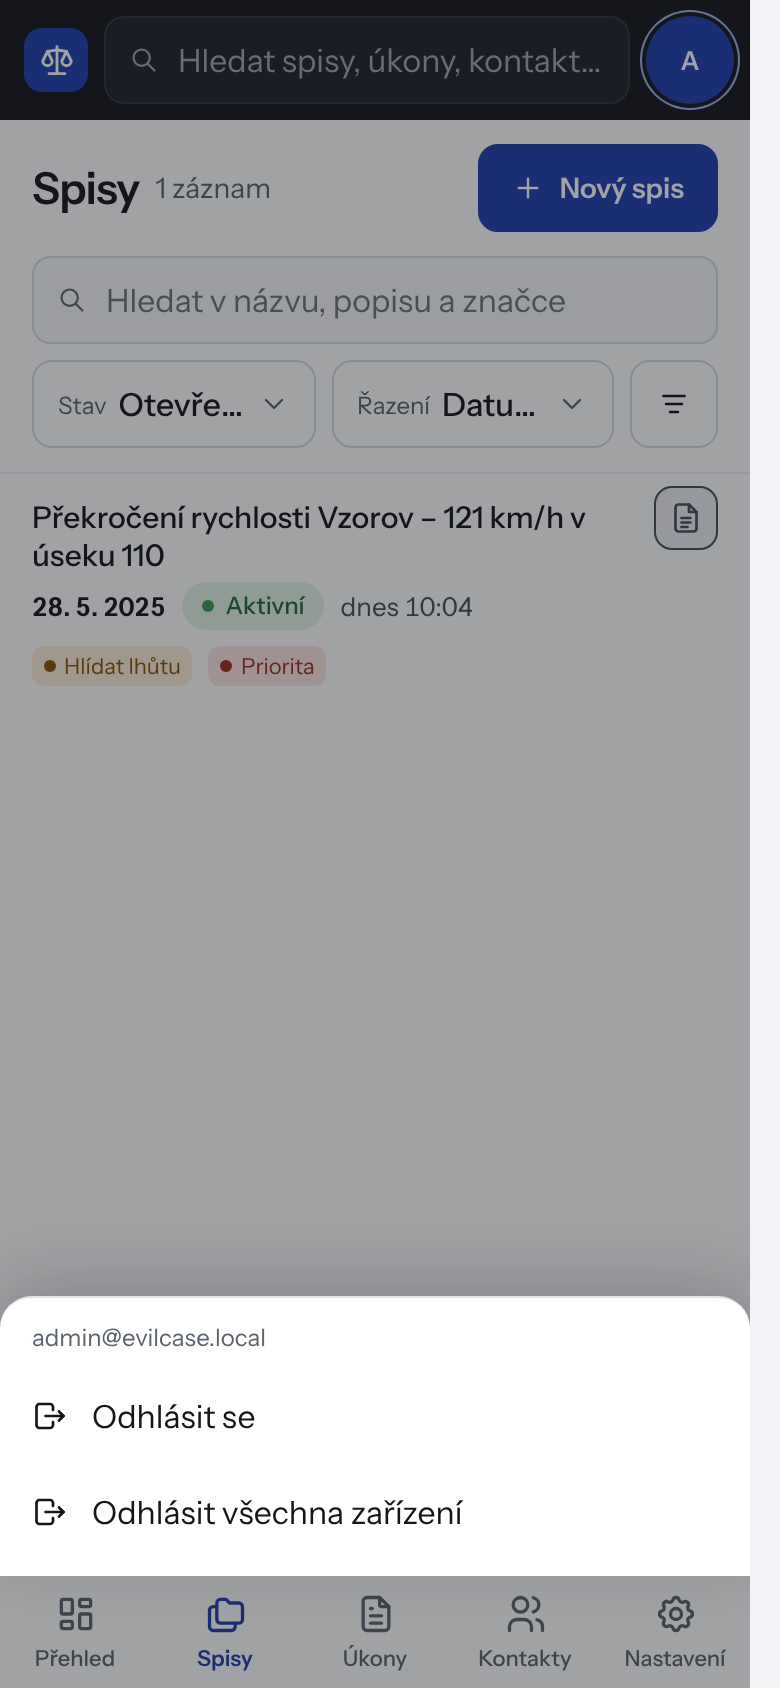 Hledat spisy, úkony, kontakt...
A
Spisy 1 záznam
Nový spis
Hledat v názvu, popisu a značce
Stav Otevře...
Řazení Datu...
Překročení rychlosti Vzorov – 121 km/h v
úseku 110
28. 5. 2025 Aktivní dnes 10:04
Hlídat lhůtu Priorita
admin@evilcase.local
Odhlásit se
Odhlásit všechna zařízení
Přehled Spisy Úkony Kontakty Nastavení